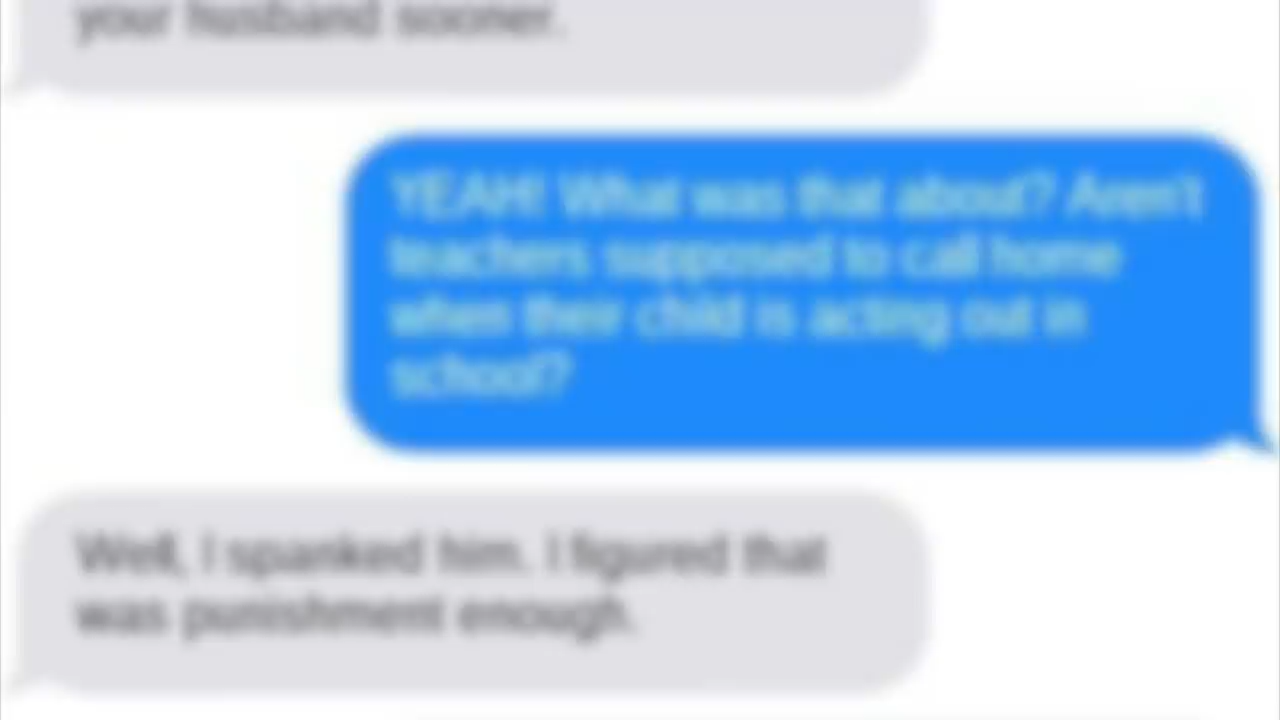 your husband sooner.
YEAH! What was that about? Aren't
teachers supposed to call home
when their child is acting out in
school?
Well, I spanked him. I figured that
was punishment enough.